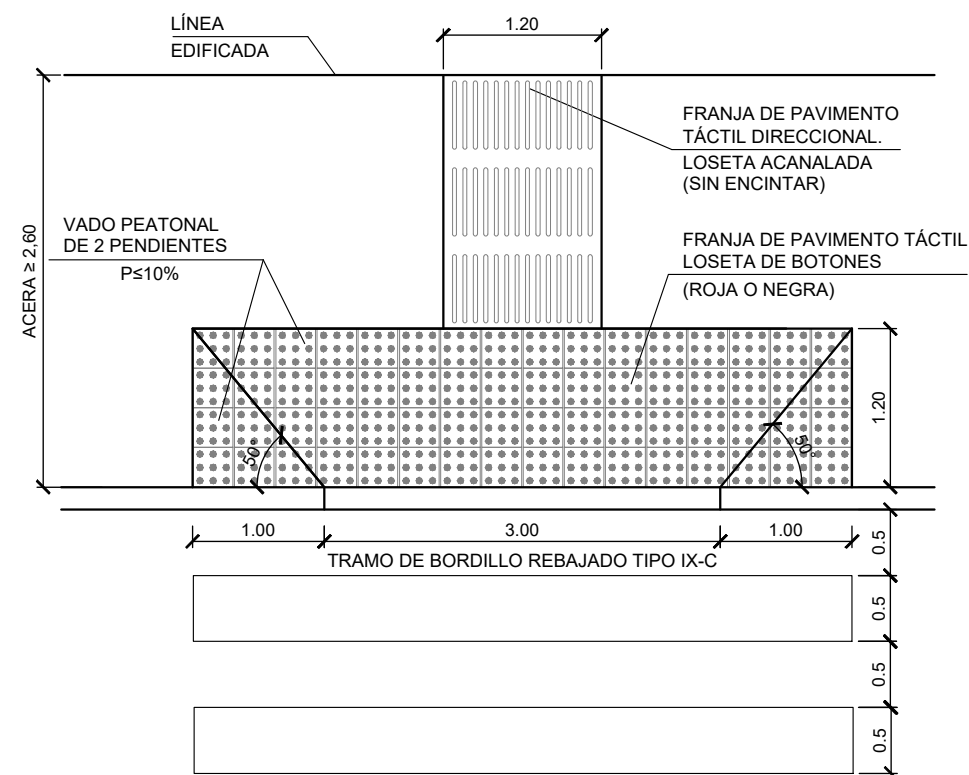 LÍNEA
EDIFICADA
1.20
FRANJA DE PAVIMENTO
TÁCTIL DIRECCIONAL.
LOSETA ACANALADA
(SIN ENCINTAR)
VADO PEATONAL
DE 2 PENDIENTES
P≤10%
FRANJA DE PAVIMENTO TÁCTIL
LOSETA DE BOTONES
(ROJA O NEGRA)
ACERA ≥ 2,60
1.20
50°
50°
1.00
3.00
1.00
TRAMO DE BORDILLO REBAJADO TIPO IX-C
0.5
0.5
0.5
0.5